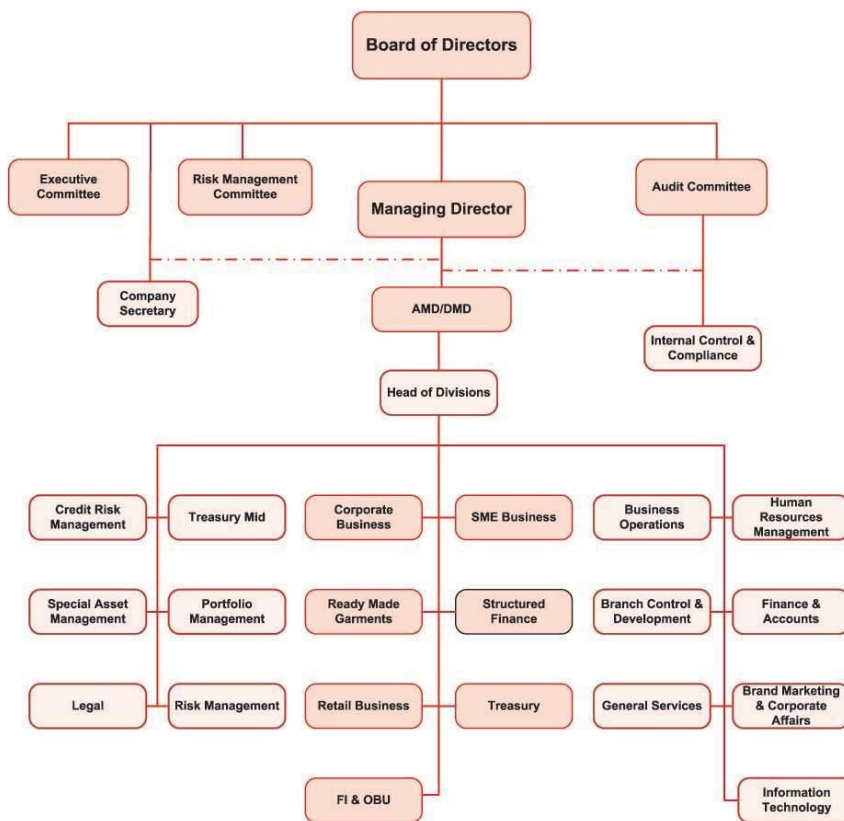 Board of Directors
Executive
Committee
Risk Management
Committee
Managing Director
Audit Committee
Company
Secretary
AMD/DMD
Internal Control &
Compliance
Head of Divisions
Credit Risk
Management
Treasury Mid
Corporate
Business
SME Business
Business
Operations
Human
Resources
Management
Special Asset
Management
Portfolio
Management
Ready Made
Garments
Structured
Finance
Branch Control &
Development
Finance &
Accounts
Legal
Risk Management
Retail Business
Treasury
General Services
Brand Marketing
& Corporate
Affairs
FI & OBU
Information
Technology